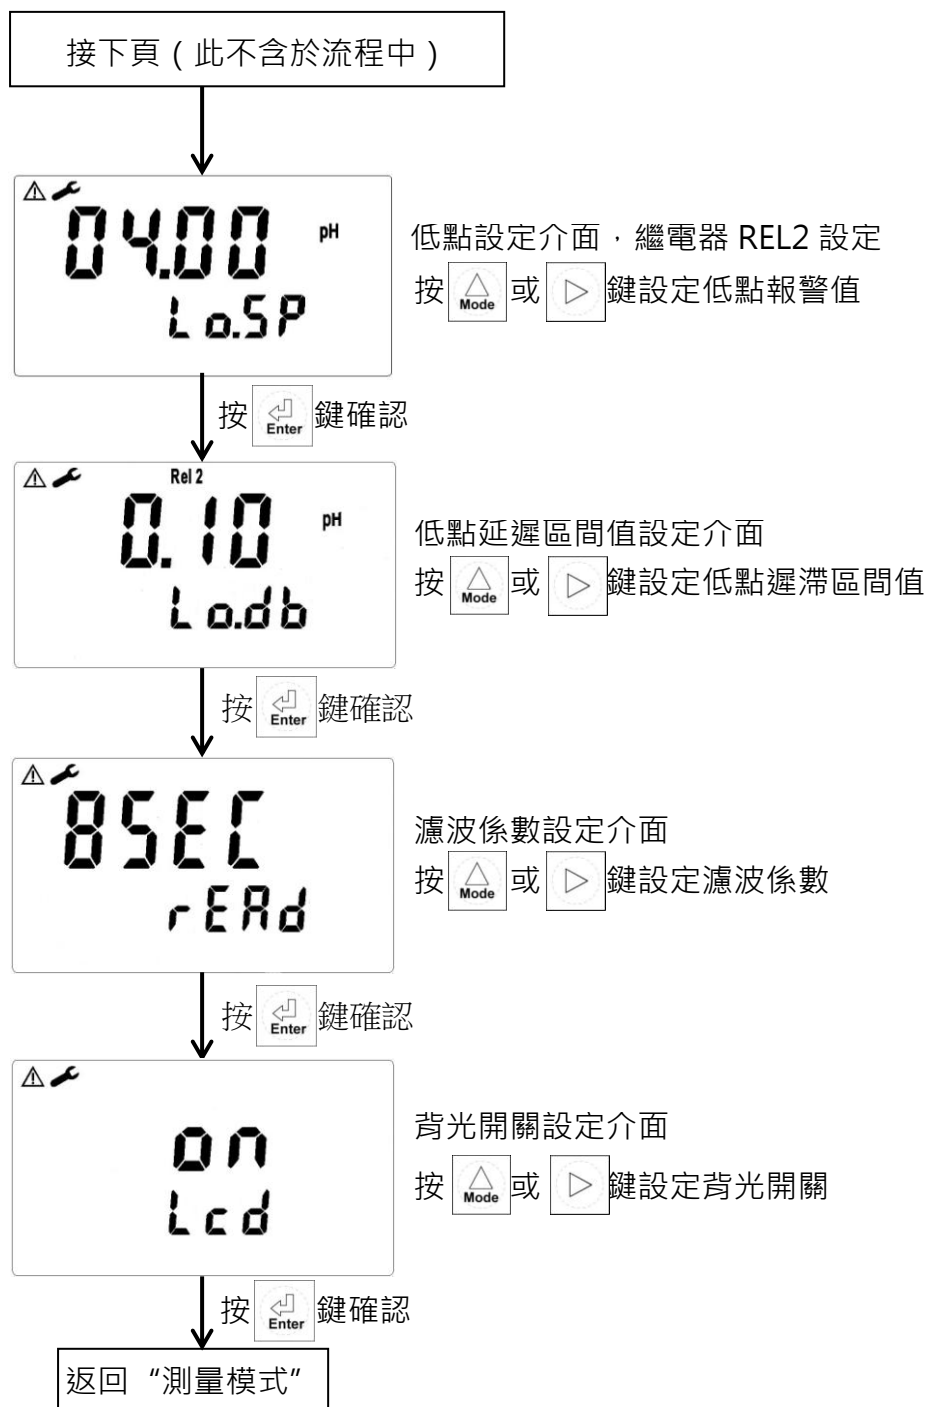 接下頁（此不含於流程中）
04.00 pH
Lo.SP
低點設定介面，繼電器 REL2 設定
按 Mode 或 鍵設定低點報警值
按 Enter 鍵確認
Rel 2
0.10 pH
Lo.db
低點延遲區間值設定介面
按 Mode 或 鍵設定低點遲滯區間值
按 Enter 鍵確認
8SEC
rEAd
濾波係數設定介面
按 Mode 或 鍵設定濾波係數
按 Enter 鍵確認
on
Lcd
背光開關設定介面
按 Mode 或 鍵設定背光開關
按 Enter 鍵確認
返回 “測量模式”